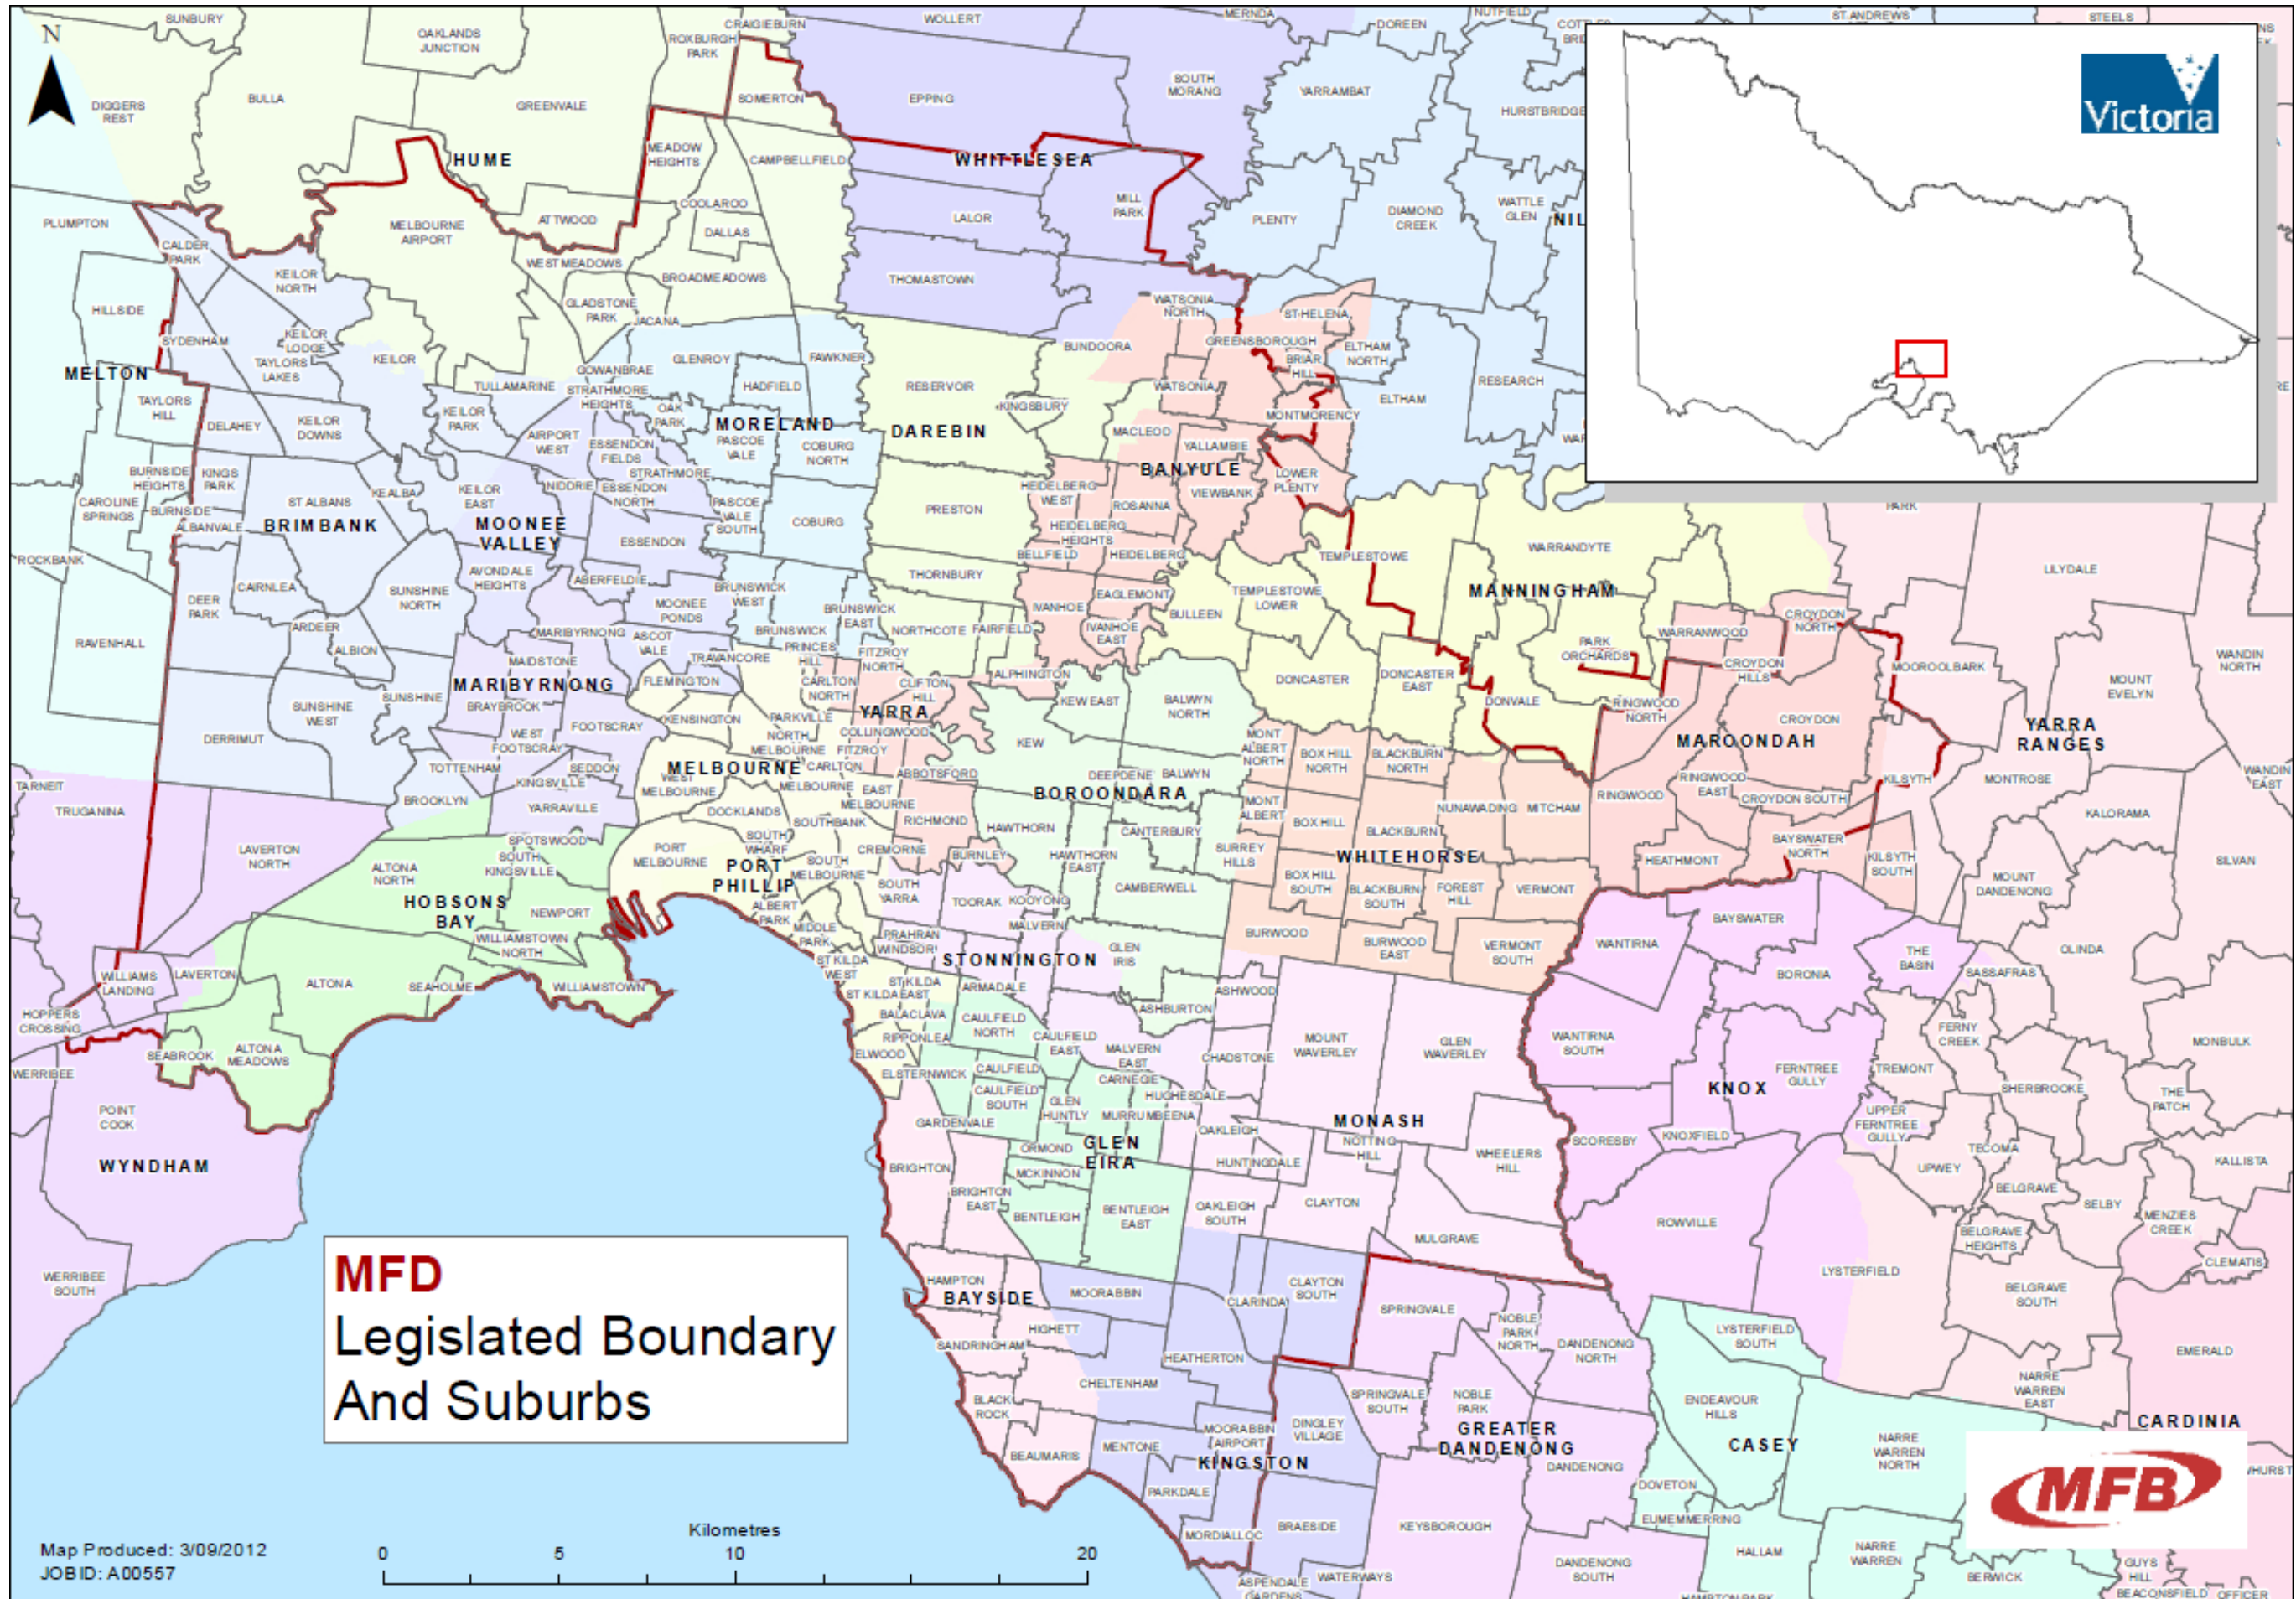 SUNBURY
OAKLANDS
JUNCTION
CRAIGIEBURN
ROXBURGH
PARK
WOLLERT
MERNDA
DOREEN
NUTFIELD
ST ANDREWS
STEELS
N
DIGGERS
REST
BULLA
GREENVALE
SOMERTON
EPPING
SOUTH
MORANG
YARRAMBAT
HURSTBRIDGE
Victoria
HUME
MEADOW
HEIGHTS
CAMPBELLFIELD
WHITTLESEA
PLUMPTON
MELBOURNE
AIRPORT
ATTWOOD
COOLAROO
DALLAS
LALOR
MILL
PARK
PLENTY
DIAMOND
CREEK
WATTLE
GLEN
NIL
CALDER
PARK
KEILOR
NORTH
WESTMEADOWS
BROADMEADOWS
THOMASTOWN
HILLSIDE
SYDENHAM
KEILOR
LODGE
TAYLORS
LAKES
KEILOR
GLADSTONE
PARK
JACANA
WATSONIA
NORTH
ST HELENA
GREENSBOROUGH
BUNDOORA
BRIAR
HILL
ELTHAM
NORTH
MELTON
GOWANBRAE
GLENROY
FAWKNER
TULLAMARINE
STRATHMORE
HEIGHTS
HADFIELD
RESERVOIR
WATSONIA
RESEARCH
ELTHAM
TAYLORS
HILL
DELAHEY
KEILOR
DOWNS
KEILOR
PARK
OAK
PARK
KINGSBURY
MONTMORENCY
MORELAND
DAREBIN
AIRPORT
WEST
ESSENDON
FIELDS
PASCOE
VALE
COBURG
NORTH
MACLEOD
YALLAMBIE
BANYULE
BURNSIDE
HEIGHTS
KINGS
PARK
STRATHMORE
LOWER
PLENTY
CAROLINE
SPRINGS
BURNSIDE
ALBANVALE
ST ALBANS
KEALBA
KEILOR
EAST
NIDDRIE
ESSENDON
NORTH
PASCOE
VALE
SOUTH
COBURG
PRESTON
HEIDELBERG
WEST
ROSANNA
VIEWBANK
BRIMBANK
MOONEE
VALLEY
ESSENDON
HEIDELBERG
HEIGHTS
BELLFIELD
HEIDELBERG
TEMPLESTOWE
WARRANDYTE
PARK
LILYDALE
ROCKBANK
CAIRNLEA
SUNSHINE
NORTH
AVONDALE
HEIGHTS
ABERFELDIE
BRUNSWICK
WEST
THORNBURY
EAGLEMONT
TEMPLESTOWE
LOWER
MANNINGHAM
DEER
PARK
MOONEE
PONDS
BRUNSWICK
EAST
IVANHOE
BULLEEN
CROYDON
NORTH
RAVENHALL
ARDEER
ALBION
MARIBYRNONG
ASCOT
VALE
BRUNSWICK
NORTHCOTE
FAIRFIELD
IVANHOE
EAST
PARK
ORCHARDS
WARRANWOOD
MAIDSTONE
TRAVANCORE
PRINCES
HILL
FITZROY
NORTH
CROYDON
HILLS
MOOROOLBARK
WANDIN
NORTH
MARIBYRNONG
FLEMINGTON
CARLTON
NORTH
CLIFTON
HILL
ALPHINGTON
DONCASTER
DONCASTER
EAST
MOUNT
EVELYN
SUNSHINE
SUNSHINE
WEST
BRAYBROOK
FOOTSCRAY
KENSINGTON
PARKVILLE
YARRA
KEW EAST
BALWYN
NORTH
DONVALE
RINGWOOD
NORTH
CROYDON
YARRA
RANGES
DERRIMUT
WEST
FOOTSCRAY
NORTH
MELBOURNE
COLLINGWOOD
FITZROY
KEW
MONT
ALBERT
NORTH
BOX HILL
NORTH
BLACKBURN
NORTH
MAROONDAH
TOTTENHAM
SEDDON
KINGSVILLE
MELBOURNE
CARLTON
ABBOTSFORD
DEEPDENE
BALWYN
RINGWOOD
EAST
KILSYTH
MONTROSE
WANDIN
EAST
TARNEIT
TRUGANINA
BROOKLYN
YARRAVILLE
WEST
MELBOURNE
MELBOURNE
EAST
MELBOURNE
BOROONDARA
MONT
ALBERT
NUNAWADING
MITCHAM
RINGWOOD
CROYDON SOUTH
KALORAMA
LAVERTON
NORTH
SPOTSWOOD
DOCKLANDS
SOUTHBANK
RICHMOND
HAWTHORN
CANTERBURY
BOX HILL
BLACKBURN
SOUTH
KINGSVILLE
PORT
MELBOURNE
SOUTH
WHARF
CREMORNE
BURNLEY
HAWTHORN
EAST
SURREY
HILLS
WHITEHORSE
HEATHMONT
BAYSWATER
NORTH
KILSYTH
SOUTH
SILVAN
ALTONA
NORTH
PORT
PHILLIP
SOUTH
MELBOURNE
SOUTH
YARRA
CAMBERWELL
BOX HILL
SOUTH
BLACKBURN
SOUTH
FOREST
HILL
VERMONT
MOUNT
DANDENONG
HOBSONS
BAY
NEWPORT
ALBERT
PARK
TOORAK
KOOYONG
BAYSWATER
WILLIAMSTOWN
NORTH
MIDDLE
PARK
PRAHRAN
WINDSOR
MALVERN
GLEN
IRIS
BURWOOD
BURWOOD
EAST
VERMONT
SOUTH
WANTIRNA
THE
BASIN
OLINDA
WILLIAMS
LANDING
LAVERTON
ALTONA
SEAHOLME
WILLIAMSTOWN
ST KILDA
WEST
STONNINGTON
BORONIA
SASSAFRAS
ST KILDA
ST KILDA EAST
ARMADALE
ASHWOOD
HOPPERS
CROSSING
BALACLAVA
CAULFIELD
NORTH
ASHBURTON
SEABROOK
ALTONA
MEADOWS
RIPPONLEA
ELWOOD
CAULFIELD
EAST
MALVERN
EAST
CHADSTONE
MOUNT
WAVERLEY
GLEN
WAVERLEY
WANTIRNA
SOUTH
FERNY
CREEK
MONBULK
WERRIBEE
ELSTERNWICK
CAULFIELD
CARNEGIE
FERNTREE
GULLY
TREMONT
SHERBROOKE
POINT
COOK
CAULFIELD
SOUTH
GLEN
HUNTLY
HUGHESDALE
MURRUMBEENA
KNOX
THE
PATCH
GARDENVALE
OAKLEIGH
MONASH
UPPER
FERNTREE
GULLY
WYNDHAM
ORMOND
GLEN
EIRA
NOTTING
HILL
SCORESBY
KNOXFIELD
TECOMA
BRIGHTON
MCKINNON
HUNTINGDALE
WHEELERS
HILL
UPWEY
KALLISTA
BRIGHTON
EAST
BENTLEIGH
BENTLEIGH
EAST
OAKLEIGH
SOUTH
CLAYTON
BELGRAVE
SELBY
MENZIES
CREEK
ROWVILLE
MULGRAVE
BELGRAVE
HEIGHTS
CLEMATIS
WERRIBEE
SOUTH
MFD
Legislated Boundary
And Suburbs
HAMPTON
BAYSIDE
MOORABBIN
CLARINDA
CLAYTON
SOUTH
SPRINGVALE
LYSTERFIELD
BELGRAVE
SOUTH
HIGHETT
SANDRINGHAM
HEATHERTON
NOBLE
PARK
NORTH
DANDENONG
NORTH
LYSTERFIELD
SOUTH
EMERALD
CHELTENHAM
BLACK
ROCK
SPRINGVALE
SOUTH
NOBLE
PARK
ENDEAVOUR
HILLS
NARRE
WARREN
EAST
CARDINIA
BEAUMARIS
MENTONE
MOORABBIN
AIRPORT
DINGLEY
VILLAGE
GREATER
DANDENONG
CASEY
NARRE
WARREN
NORTH
KINGSTON
DANDENONG
PARKDALE
DOVETON
MFB
MORDIALLOC
BRAESIDE
KEYSBOROUGH
EUMEMMERRING
HALLAM
NARRE
WARREN
DANDENONG
SOUTH
ASPENDALE
GARDENS
WATERWAYS
HAMPTON PARK
BERWICK
GUYS
HILL
BEACONSFIELD
OFFICER
Map Produced: 3/09/2012
JOBID: A00557
Kilometres
0 5 10 20